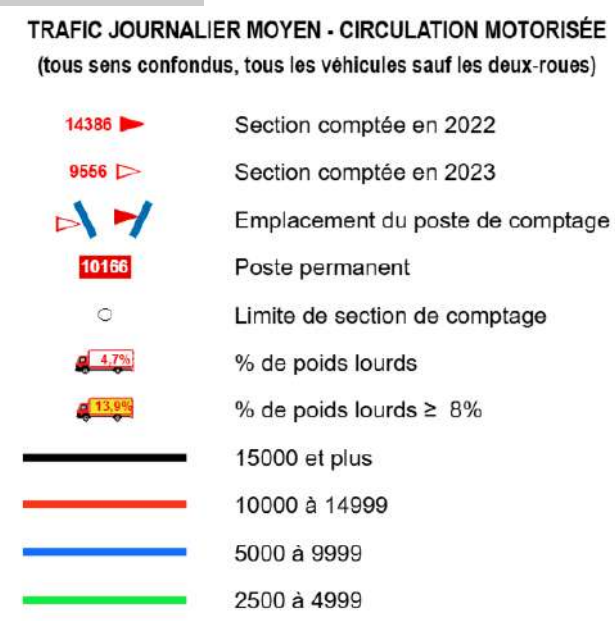 TRAFIC JOURNALIER MOYEN - CIRCULATION MOTORISÉE
(tous sens confondus, tous les véhicules sauf les deux-roues)
14386 Section comptée en 2022
9556 Section comptée en 2023
Emplacement du poste de comptage
10166 Poste permanent
Limite de section de comptage
4,7% % de poids lourds
13,9% % de poids lourds ≥ 8%
15000 et plus
10000 à 14999
5000 à 9999
2500 à 4999